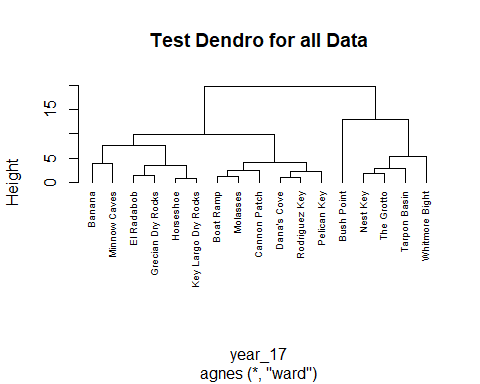 Test Dendro for all Data
Height
15
5
0
Banana
Minnow Caves
El Radabob
Grecian Dry Rocks
Horseshoe
Key Largo Dry Rocks
Boat Ramp
Molasses
Cannon Patch
Dana's Cove
Rodriguez Key
Pelican Key
Bush Point
Nest Key
The Grotto
Tarpon Basin
Whitmore Bight
year_17
agnes (*, "ward")